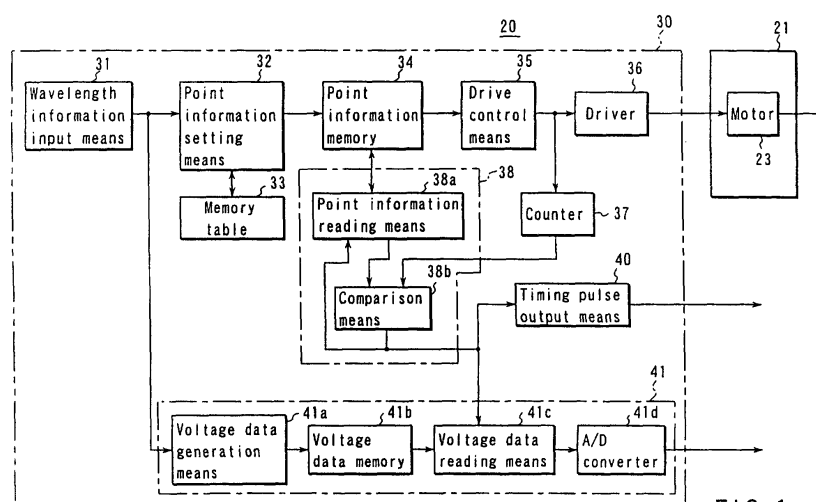 20
30
21
31
32
34
35
36
Wavelength
information
input means
Point
information
setting
means
Point
information
memory
Drive
control
means
Driver
Motor
23
33
Memory
table
38
38a
Point information
reading means
Counter
37
38b
Comparison
means
40
Timing pulse
output means
41
41a
41b
41c
41d
Voltage data
generation
means
Voltage
data memory
Voltage data
reading means
A/D
converter